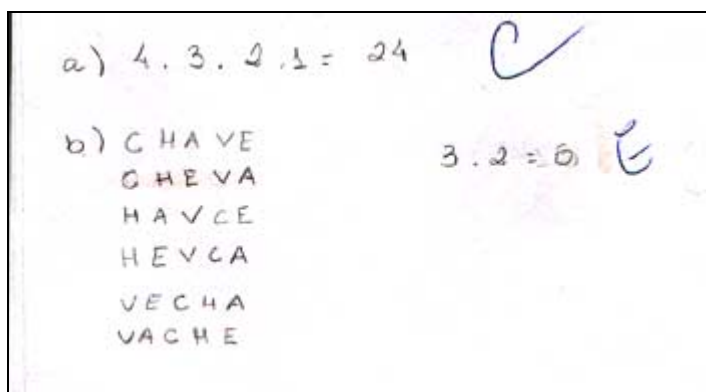 a) 4 . 3 . 2 . 1 = 24 C
b) CHAVE
3 . 2 = 6 E
CHEVA
HAVCE
HEVCA
VECHA
VACHE